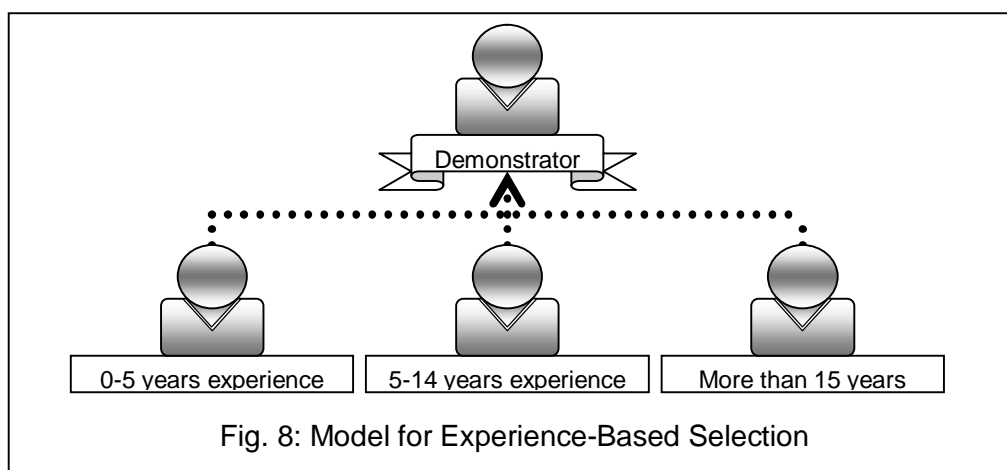 Demonstrator
0-5 years experience
5-14 years experience
More than 15 years
Fig. 8: Model for Experience-Based Selection